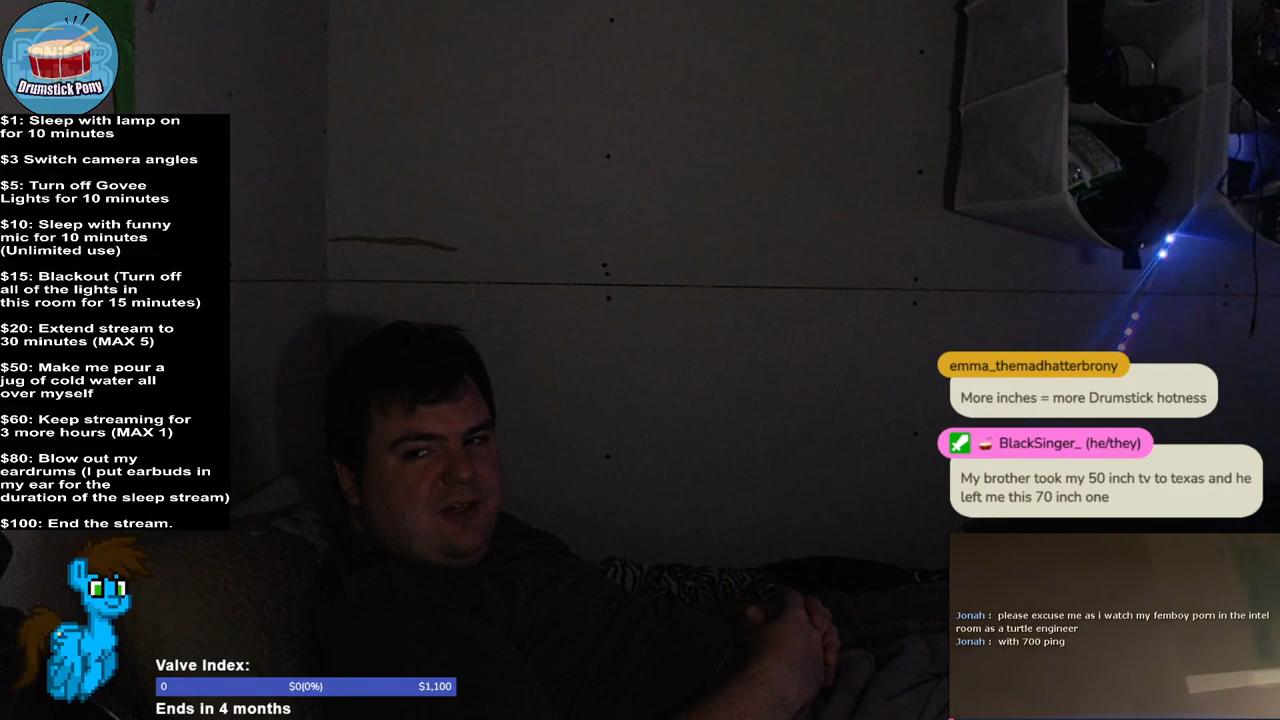 Drumstick Pony
$1: Sleep with lamp on
for 10 minutes
$3 Switch camera angles
$5: Turn off Govee
Lights for 10 minutes
$10: Sleep with funny
mic for 10 minutes
(Unlimited use)
$15: Blackout (Turn off
all of the lights in
this room for 15 minutes)
$20: Extend stream to
30 minutes (MAX 5)
$50: Make me pour a
jug of cold water all
over myself
$60: Keep streaming for
3 more hours (MAX 1)
$80: Blow out my
eardrums (I put earbuds in
my ear for the
duration of the sleep stream)
$100: End the stream.
Valve Index:
0 $0(0%) $1,100
Ends in 4 months
emma_themadhatterbrony
More inches = more Drumstick hotness
BlackSinger_ (he/they)
My brother took my 50 inch tv to texas and he
left me this 70 inch one
Jonah : please excuse me as i watch my femboy porn in the intel
room as a turtle engineer
Jonah : with 700 ping